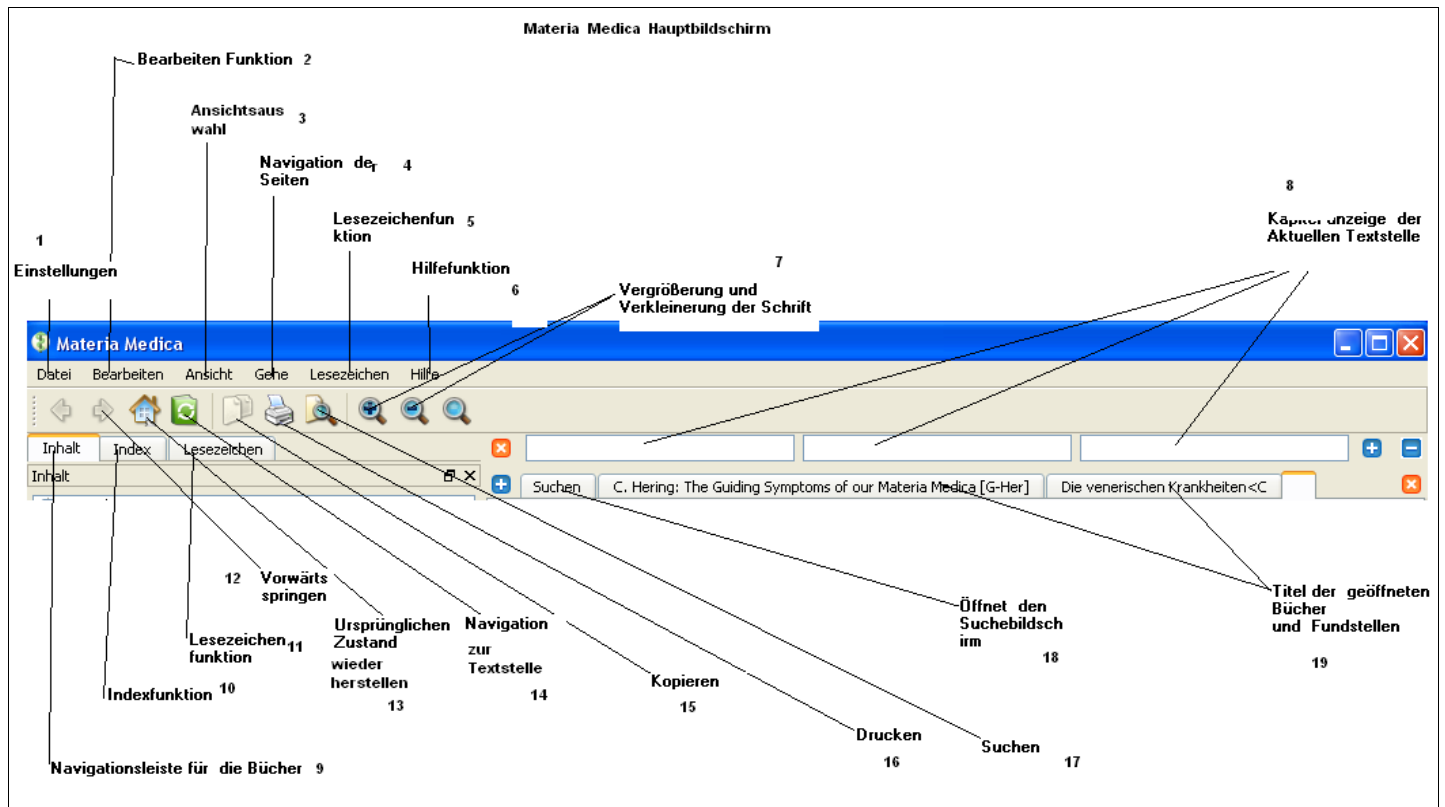 Materia Medica Hauptbildschirm
Bearbeiten Funktion 2
Ansichtsaus
wahl 3
Navigation der 4
Seiten
8
Lesezeichenfun 5
ktion
Kapitelanzeige der
Aktuellen Textstelle
1
Einstellungen
Hilfefunktion
6
7
Vergrößerung und
Verkleinerung der Schrift
Materia Medica
Datei Bearbeiten Ansicht Gehe Lesezeichen Hilfe
Inhalt Index Lesezeichen
Inhalt
Suchen C. Hering: The Guiding Symptoms of our Materia Medica [G-Her] Die venerischen Krankheiten<C
12 Vorwärts
springen
Lesezeichen 11
funktion
Indexfunktion 10
Navigationsleiste für die Bücher 9
Ursprünglichen
Zustand
wieder
herstellen
13
Navigation
zur
Textstelle
14
Kopieren
15
Drucken
16
Suchen
17
Öffnet den
Suchebildsch
irm
18
Titel der geöffneten
Bücher
und Fundstellen
19